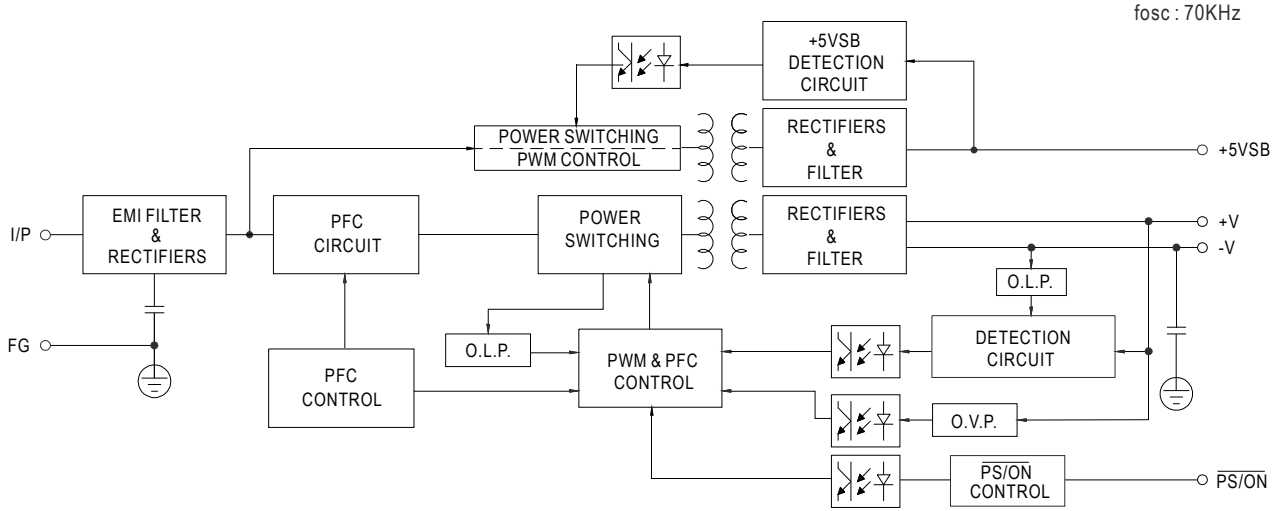 fosc : 70KHz
+5VSB
DETECTION
CIRCUIT
POWER SWITCHING
PWM CONTROL
RECTIFIERS
&
FILTER
+5VSB
I/P
EMI FILTER
&
RECTIFIERS
PFC
CIRCUIT
POWER
SWITCHING
RECTIFIERS
&
FILTER
+V
-V
O.L.P.
FG
O.L.P.
PFC
CONTROL
PWM & PFC
CONTROL
DETECTION
CIRCUIT
O.V.P.
PS/ON
CONTROL
PS/ON